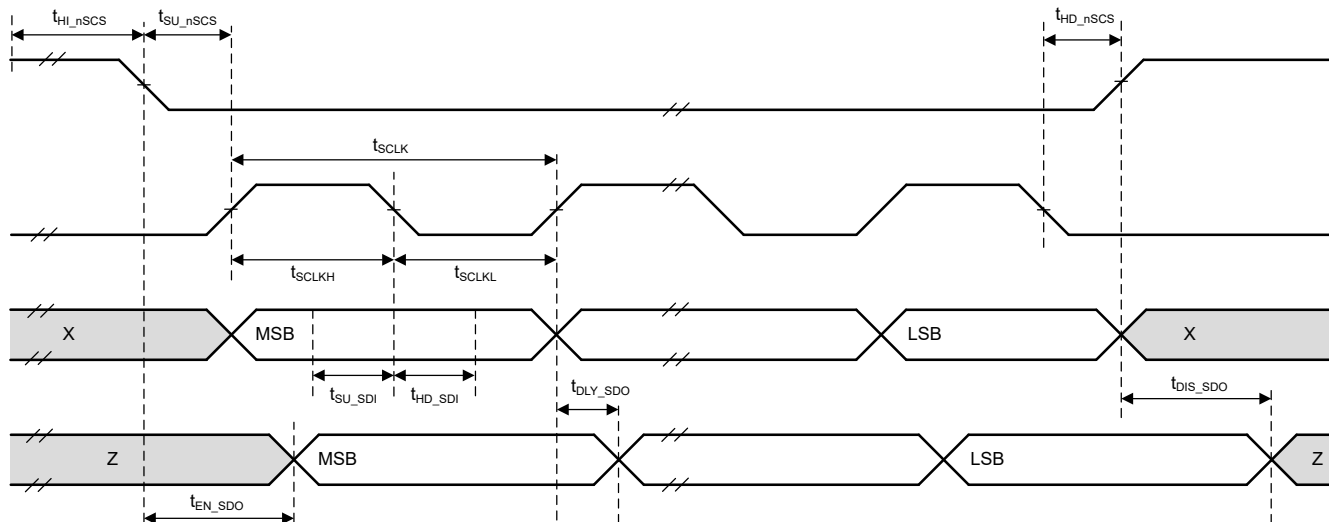 tHI_nSCS tSU_nSCS tHD_nSCS
tSCLK
tSCLKH tSCLKL
X MSB LSB X
tSU_SDI tHD_SDI tDLY_SDO tDIS_SDO
Z MSB LSB Z
tEN_SDO